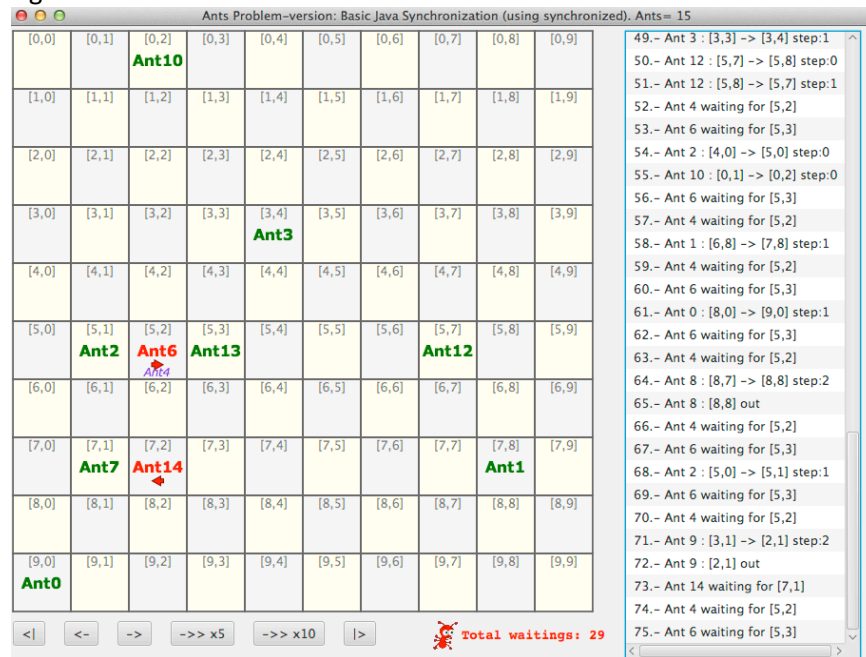 Ants Problem-version: Basic Java Synchronization (using synchronized). Ants= 15
[0,0] [0,1] [0,2] [0,3] [0,4] [0,5] [0,6] [0,7] [0,8] [0,9]
Ant10
[1,0] [1,1] [1,2] [1,3] [1,4] [1,5] [1,6] [1,7] [1,8] [1,9]
[2,0] [2,1] [2,2] [2,3] [2,4] [2,5] [2,6] [2,7] [2,8] [2,9]
[3,0] [3,1] [3,2] [3,3] [3,4] [3,5] [3,6] [3,7] [3,8] [3,9]
Ant3
[4,0] [4,1] [4,2] [4,3] [4,4] [4,5] [4,6] [4,7] [4,8] [4,9]
[5,0] [5,1] [5,2] [5,3] [5,4] [5,5] [5,6] [5,7] [5,8] [5,9]
Ant2 Ant6 Ant13 Ant12
Ant4
[6,0] [6,1] [6,2] [6,3] [6,4] [6,5] [6,6] [6,7] [6,8] [6,9]
[7,0] [7,1] [7,2] [7,3] [7,4] [7,5] [7,6] [7,7] [7,8] [7,9]
Ant7 Ant14 Ant1
[8,0] [8,1] [8,2] [8,3] [8,4] [8,5] [8,6] [8,7] [8,8] [8,9]
[9,0] [9,1] [9,2] [9,3] [9,4] [9,5] [9,6] [9,7] [9,8] [9,9]
Ant0
<| <- -> ->> x5 ->> x10 |> Total waitings: 29
49.- Ant 3 : [3,3] -> [3,4] step:1
50.- Ant 12 : [5,7] -> [5,8] step:0
51.- Ant 12 : [5,8] -> [5,7] step:1
52.- Ant 4 waiting for [5,2]
53.- Ant 6 waiting for [5,3]
54.- Ant 2 : [4,0] -> [5,0] step:0
55.- Ant 10 : [0,1] -> [0,2] step:0
56.- Ant 6 waiting for [5,3]
57.- Ant 4 waiting for [5,2]
58.- Ant 1 : [6,8] -> [7,8] step:1
59.- Ant 4 waiting for [5,2]
60.- Ant 6 waiting for [5,3]
61.- Ant 0 : [8,0] -> [9,0] step:1
62.- Ant 6 waiting for [5,3]
63.- Ant 4 waiting for [5,2]
64.- Ant 8 : [8,7] -> [8,8] step:2
65.- Ant 8 : [8,8] out
66.- Ant 4 waiting for [5,2]
67.- Ant 6 waiting for [5,3]
68.- Ant 2 : [5,0] -> [5,1] step:1
69.- Ant 6 waiting for [5,3]
70.- Ant 4 waiting for [5,2]
71.- Ant 9 : [3,1] -> [2,1] step:2
72.- Ant 9 : [2,1] out
73.- Ant 14 waiting for [7,1]
74.- Ant 4 waiting for [5,2]
75.- Ant 6 waiting for [5,3]